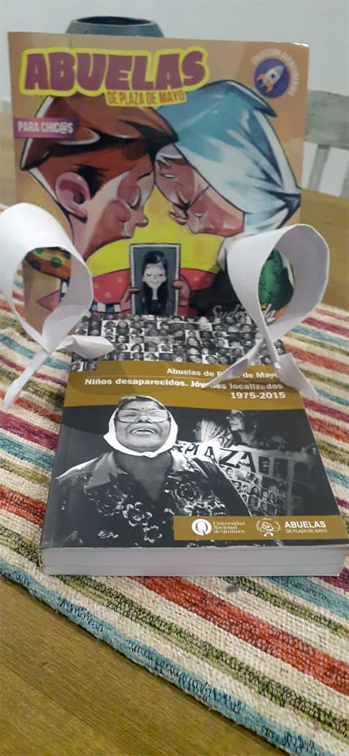 ABUELAS
DE PLAZA DE MAYO
PARA CHIC@S
Abuelas de Plaza de Mayo
Niños desaparecidos. Jóvenes localizados
1975-2015
PLAZA
Universidad
Nacional
de Quilmes
ABUELAS
DE PLAZA DE MAYO